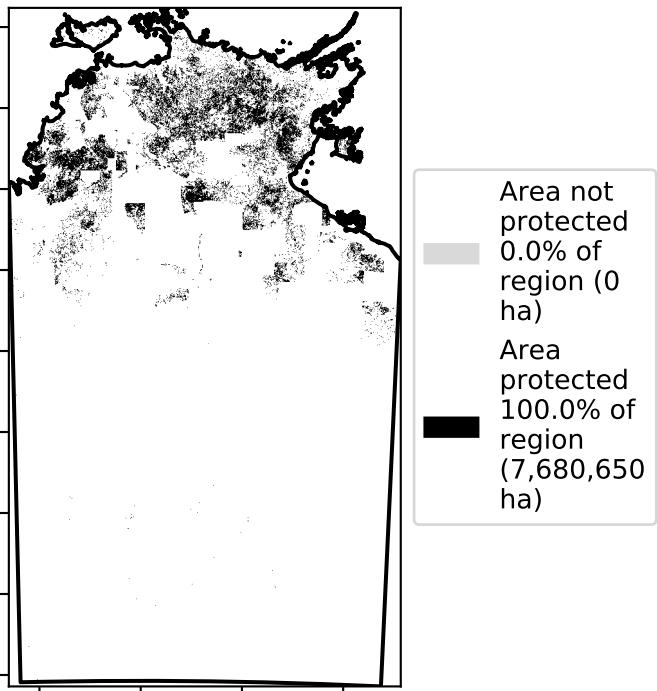 Area not
protected
0.0% of
region (0
ha)
Area
protected
100.0% of
region
(7,680,650
ha)